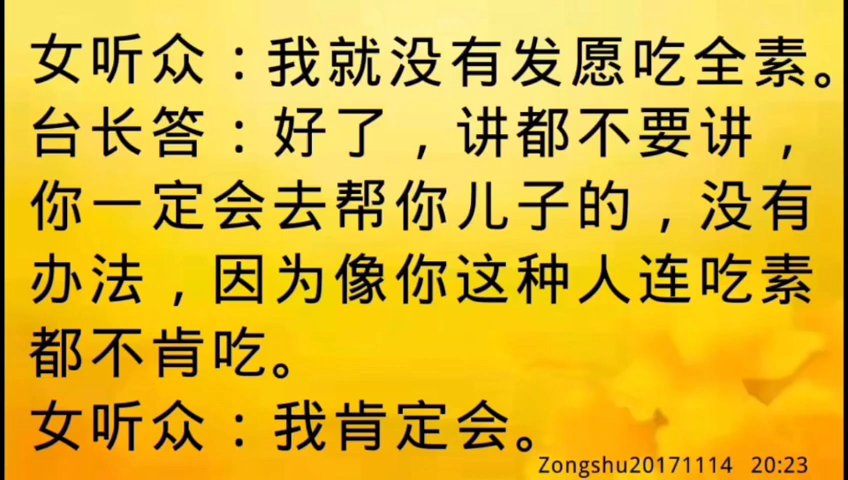 女听众：我就没有发愿吃全素。
台长答：好了，讲都不要讲，
你一定会去帮你儿子的，没有
办法，因为像你这种人连吃素
都不肯吃。
女听众：我肯定会。
Zongshu20171114 20:23